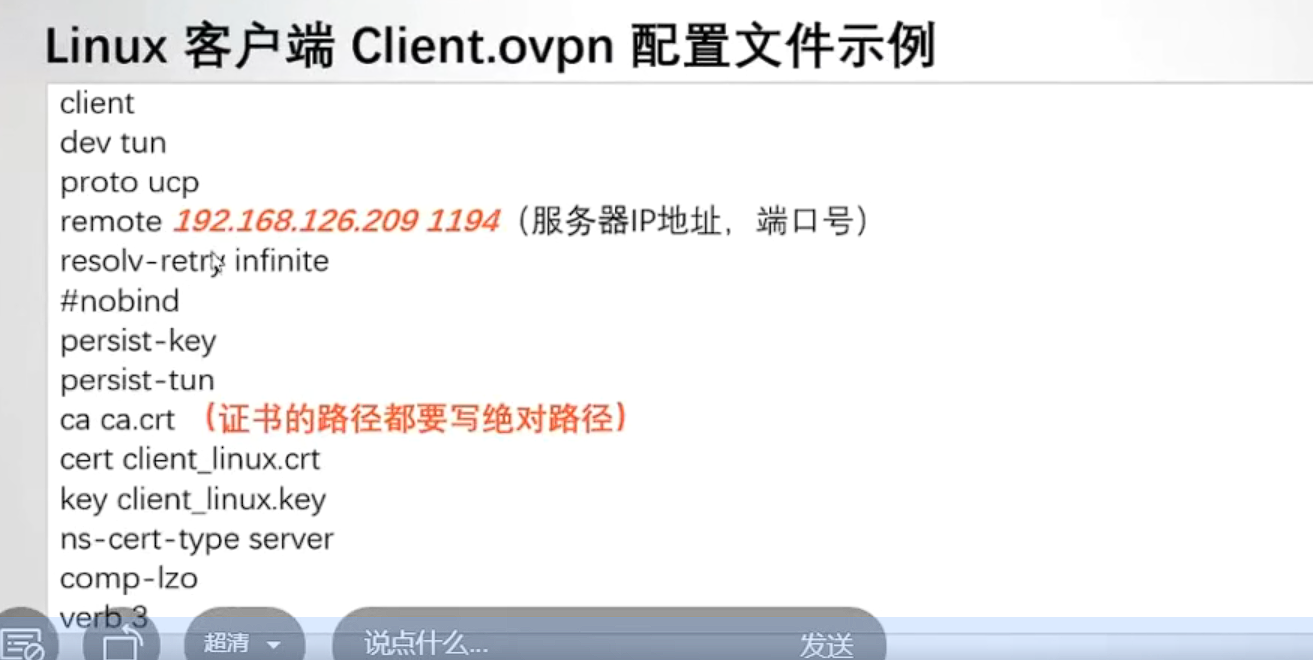 Linux 客户端 Client.ovpn 配置文件示例
client
dev tun
proto ucp
remote 192.168.126.209 1194（服务器IP地址，端口号）
resolv-retry infinite
#nobind
persist-key
persist-tun
ca ca.crt （证书的路径都要写绝对路径）
cert client_linux.crt
key client_linux.key
ns-cert-type server
comp-lzo
verb 3
超清
说点什么...
发送